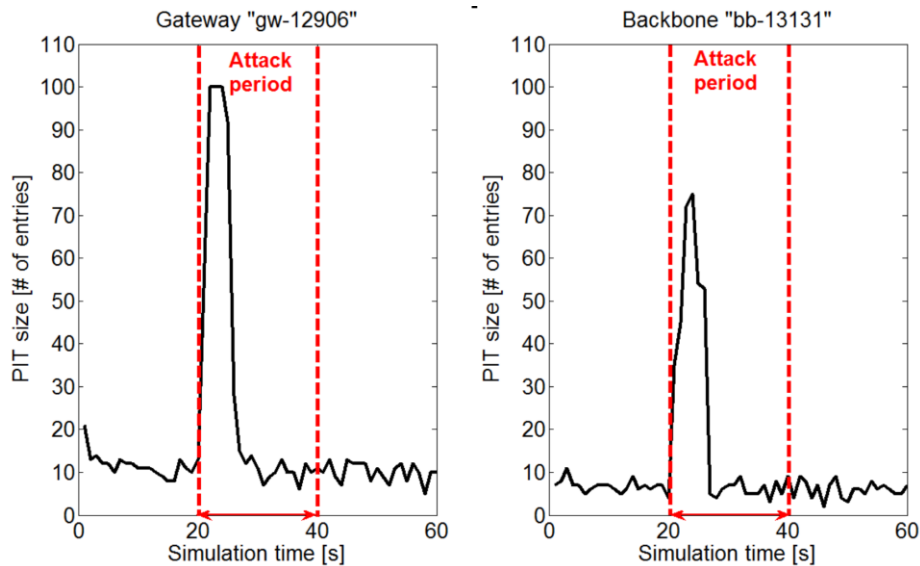 Gateway "gw-12906"
110
100
90
80
70
60
50
40
30
20
10
0
PIT size [# of entries]
Attack
period
0 20 40 60
Simulation time [s]
Backbone "bb-13131"
110
100
90
80
70
60
50
40
30
20
10
0
PIT size [# of entries]
Attack
period
0 20 40 60
Simulation time [s]